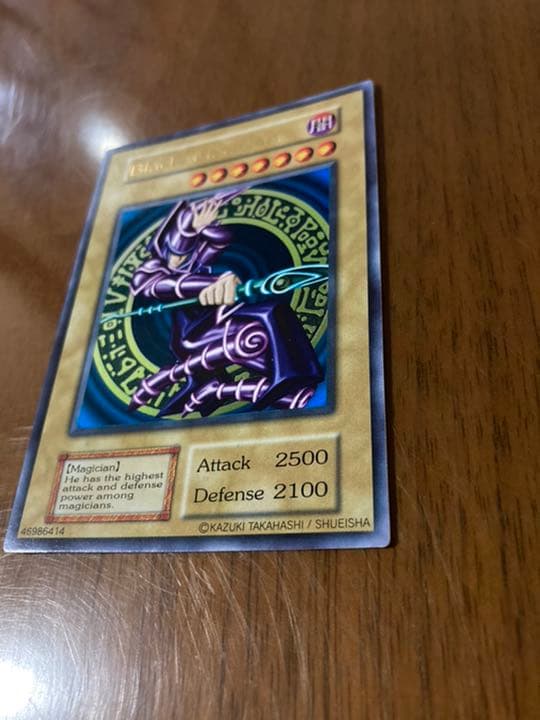 【Magician】
He has the highest
attack and defense
power among
magicians.
Attack 2500
Defense 2100
46986414
©KAZUKI TAKAHASHI / SHUEISHA